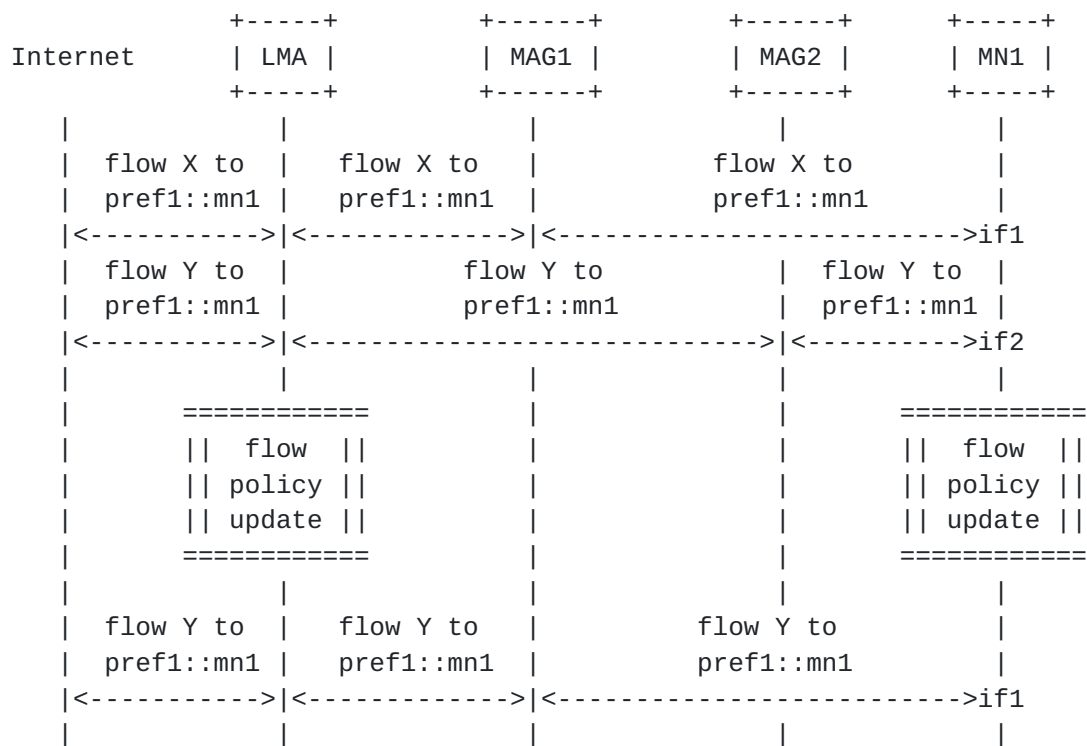 +-----+         +------+        +------+      +-----+
  Internet      | LMA |         | MAG1 |        | MAG2 |      | MN1 |
                +-----+         +------+        +------+      +-----+
     |             |               |               |             |
     |  flow X to  |   flow X to   |           flow X to         |
     |  pref1::mn1 |   pref1::mn1  |           pref1::mn1        |
     |<----------->|<------------->|<-------------------------->if1
     |  flow Y to  |           flow Y to           |  flow Y to  |
     |  pref1::mn1 |           pref1::mn1          |  pref1::mn1 |
     |<----------->|<----------------------------->|<---------->if2
     |             |               |               |             |
     |       ============          |               |       ============
     |       ||  flow  ||          |               |       ||  flow  ||
     |       || policy ||          |               |       || policy ||
     |       || update ||          |               |       || update ||
     |       ============          |               |       ============
     |             |               |               |             |
     |  flow Y to  |   flow Y to   |          flow Y to          |
     |  pref1::mn1 |   pref1::mn1  |          pref1::mn1         |
     |<----------->|<------------->|<-------------------------->if1
     |             |               |               |             |